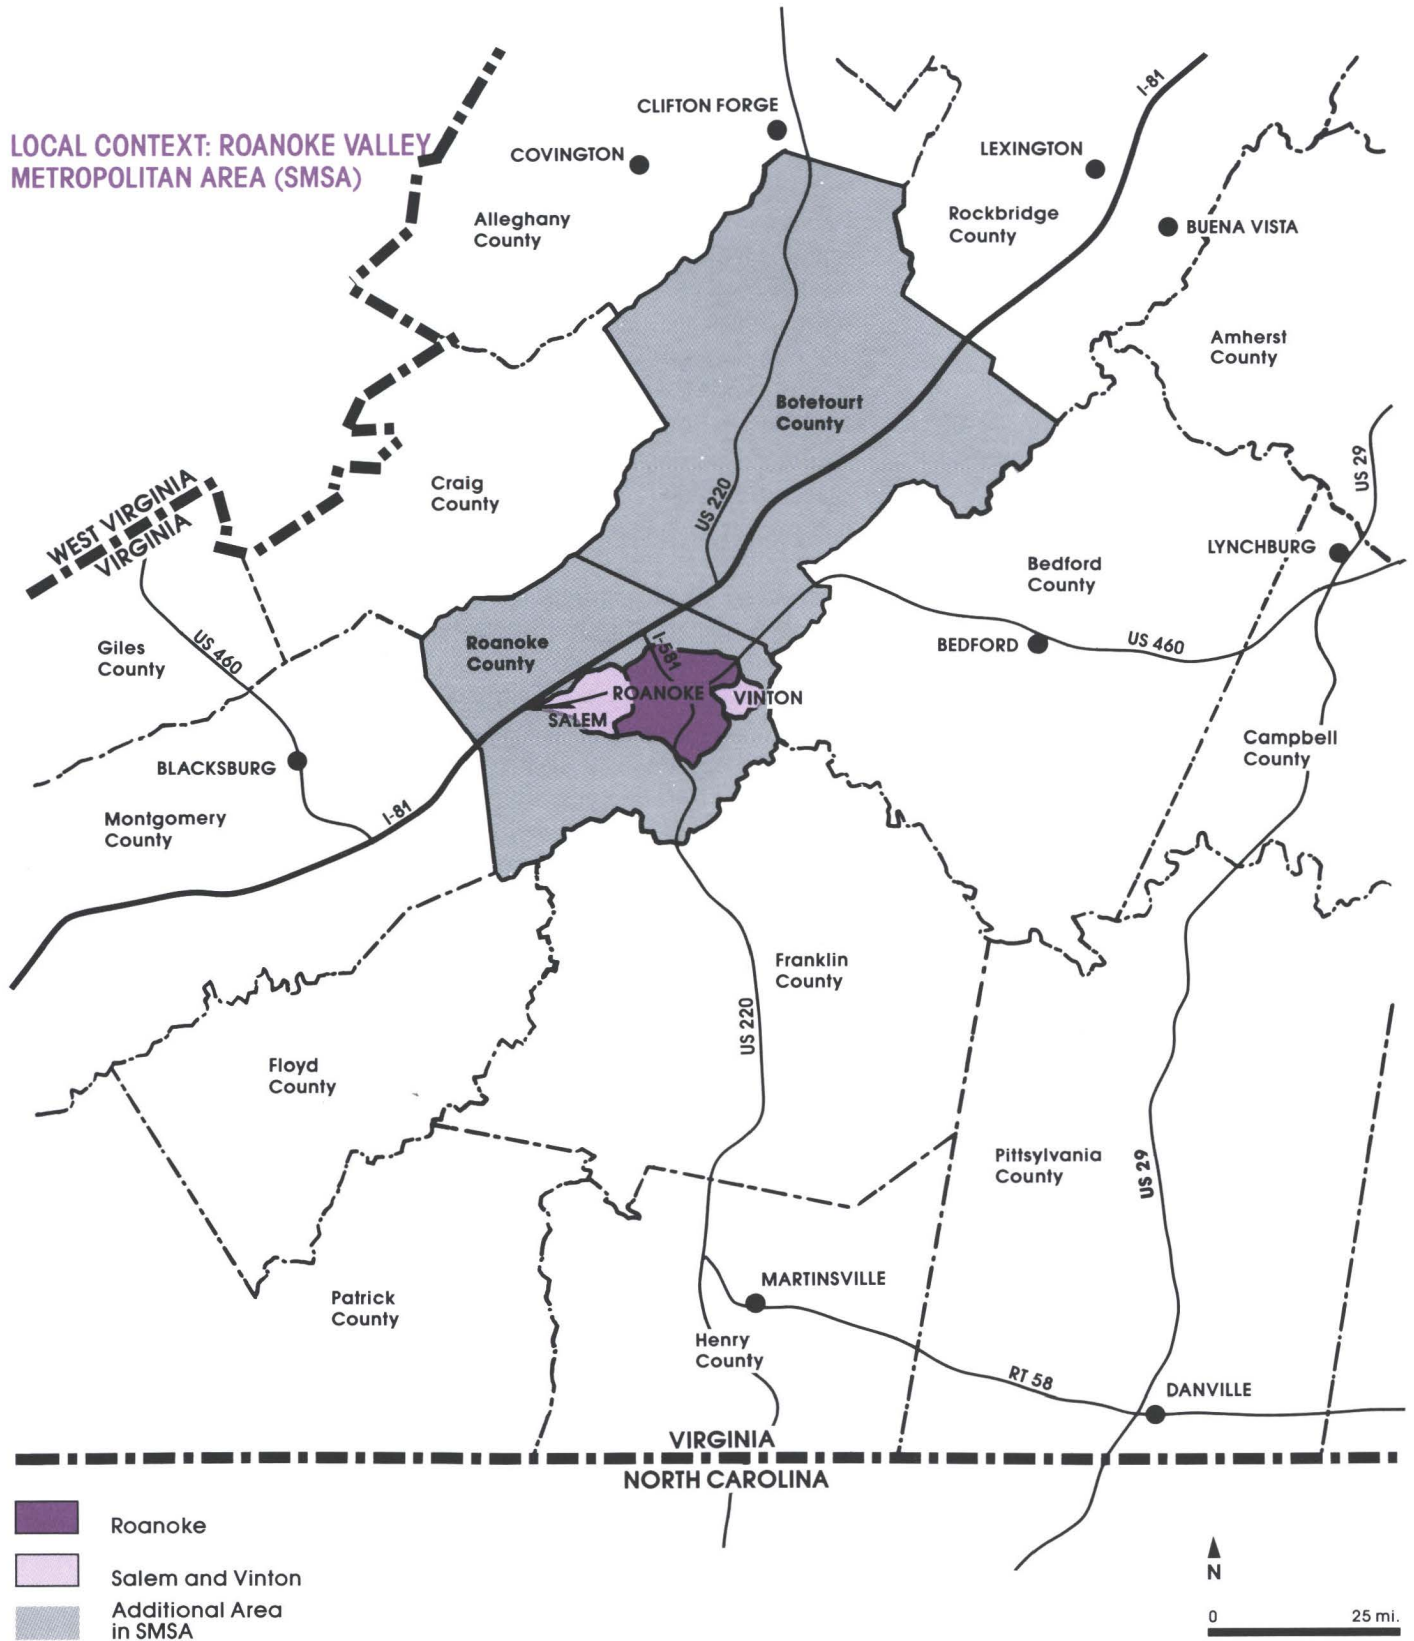 LOCAL CONTEXT: ROANOKE VALLEY
METROPOLITAN AREA (SMSA)
CLIFTON FORGE
I-81
COVINGTON
LEXINGTON
Alleghany
County
Rockbridge
County
BUENA VISTA
Amherst
County
Botetourt
County
Craig
County
US 29
US 220
WEST VIRGINIA
VIRGINIA
LYNCHBURG
Bedford
County
Roanoke
County
Giles
County
US 460
I-581
BEDFORD
US 460
ROANOKE
VINTON
SALEM
Campbell
County
BLACKSBURG
I-81
Montgomery
County
Franklin
County
US 220
Floyd
County
Pittsylvania
County
US 29
MARTINSVILLE
Patrick
County
Henry
County
RT 58
DANVILLE
VIRGINIA
NORTH CAROLINA
Roanoke
Salem and Vinton
Additional Area
in SMSA
N
0 25 mi.